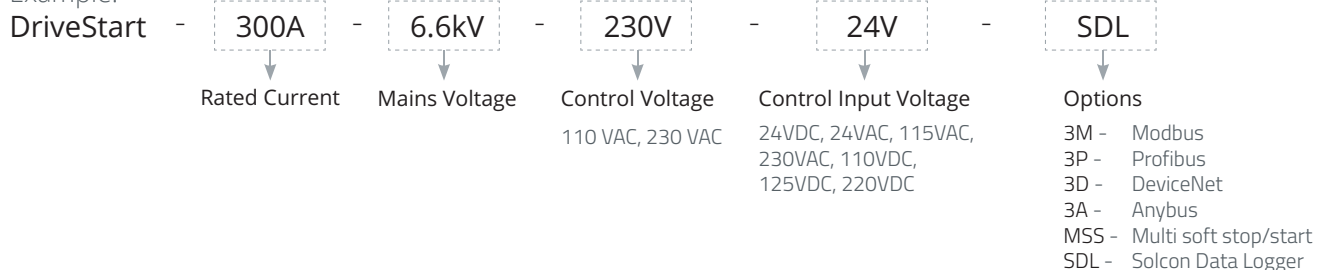 Example:
DriveStart - 300A - 6.6kV - 230V - 24V - SDL
Rated Current Mains Voltage Control Voltage Control Input Voltage Options
110 VAC, 230 VAC
24VDC, 24VAC, 115VAC,
230VAC, 110VDC,
125VDC, 220VDC
3M - Modbus
3P - Profibus
3D - DeviceNet
3A - Anybus
MSS - Multi soft stop/start
SDL - Solcon Data Logger